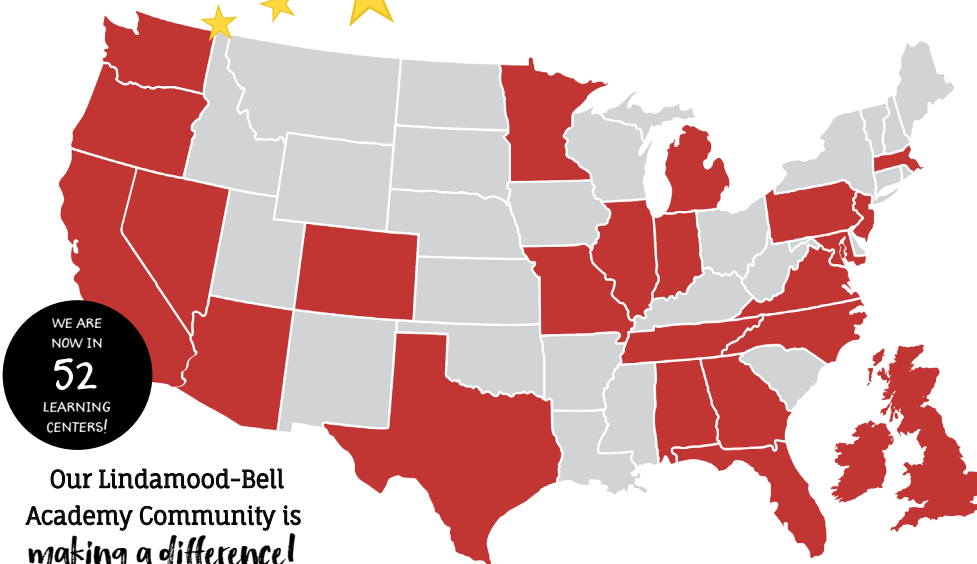 WE ARE
NOW IN
52
LEARNING
CENTERS!
Our Lindamood-Bell
Academy Community is
making a difference!